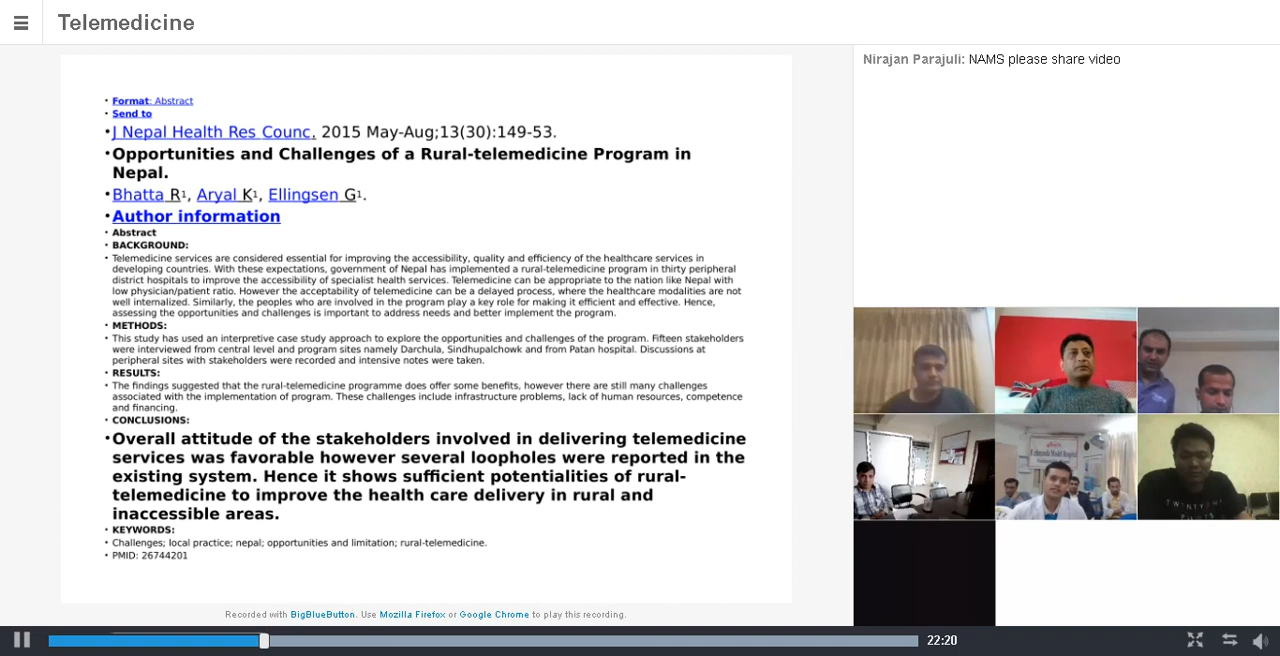 Telemedicine
• Format: Abstract
• Send to
• J Nepal Health Res Counc. 2015 May-Aug;13(30):149-53.
• Opportunities and Challenges of a Rural-telemedicine Program in
Nepal.
• Bhatta R1, Aryal K1, Ellingsen G1.
• Author information
• Abstract
• BACKGROUND:
• Telemedicine services are considered essential for improving the accessibility, quality and efficiency of the healthcare services in
developing countries. With these expectations, government of Nepal has implemented a rural-telemedicine program in thirty peripheral
district hospitals to improve the accessibility of specialist health services. Telemedicine can be appropriate to the nation like Nepal with
low physician/patient ratio. However the acceptability of telemedicine can be a delayed process, where the healthcare modalities are not
well internalized. Similarly, the peoples who are involved in the program play a key role for making it efficient and effective. Hence,
assessing the opportunities and challenges is important to address needs and better implement the program.
• METHODS:
• This study has used an interpretive case study approach to explore the opportunities and challenges of the program. Fifteen stakeholders
were interviewed from central level and program sites namely Darchula, Sindhupalchowk and from Patan hospital. Discussions at
peripheral sites with stakeholders were recorded and intensive notes were taken.
• RESULTS:
• The findings suggested that the rural-telemedicine programme does offer some benefits, however there are still many challenges
associated with the implementation of program. These challenges include infrastructure problems, lack of human resources, competence
and financing.
• CONCLUSIONS:
• Overall attitude of the stakeholders involved in delivering telemedicine
services was favorable however several loopholes were reported in the
existing system. Hence it shows sufficient potentialities of rural-
telemedicine to improve the health care delivery in rural and
inaccessible areas.
• KEYWORDS:
• Challenges; local practice; nepal; opportunities and limitation; rural-telemedicine.
• PMID: 26744201
Recorded with BigBlueButton. Use Mozilla Firefox or Google Chrome to play this recording.
Nirajan Parajuli: NAMS please share video
Model Hospital
22:20